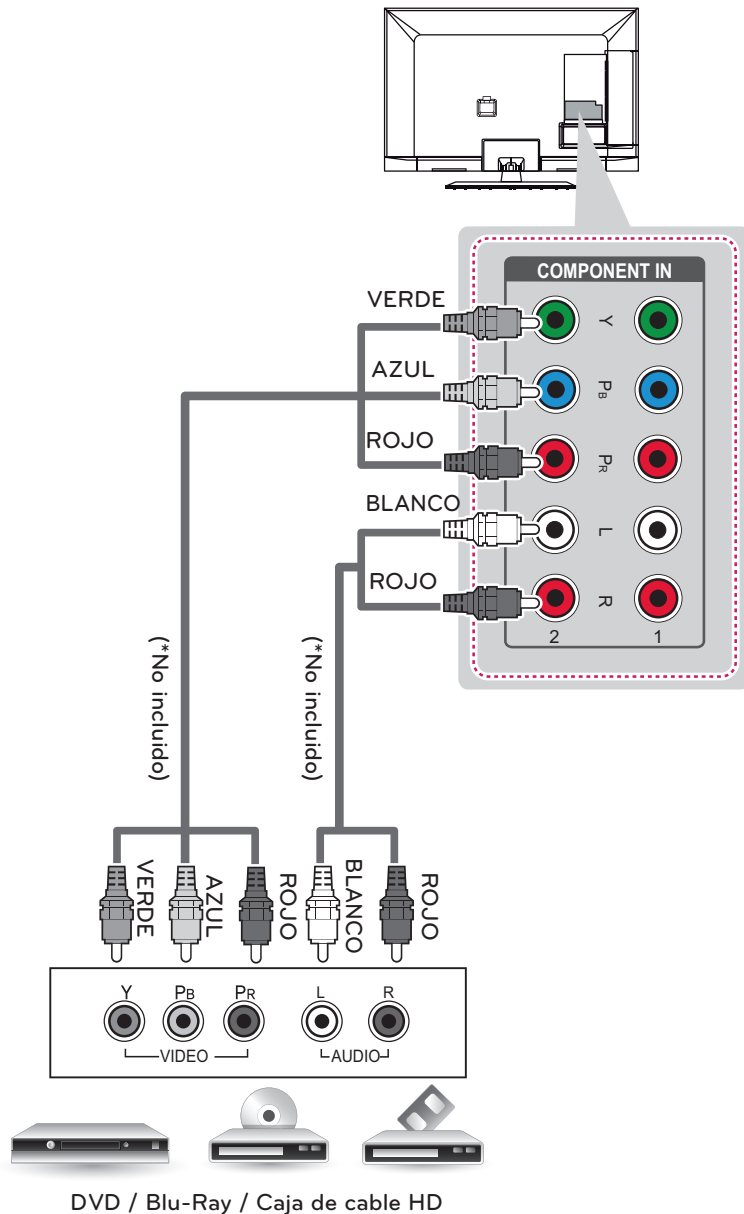 COMPONENT IN
VERDE
Y
AZUL
PB
ROJO
PR
BLANCO
L
ROJO
R
2 1
(*No incluido)
(*No incluido)
VERDE
AZUL
ROJO
BLANCO
ROJO
Y PB PR L R
VIDEO AUDIO
DVD / Blu-Ray / Caja de cable HD